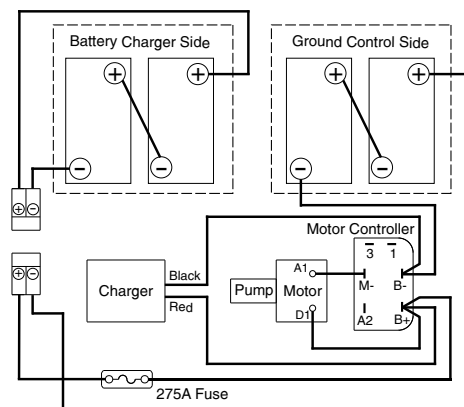 Battery Charger Side
Ground Control Side
+ +
+ +
- -
- -
+ -
Motor Controller
3 1
+ -
Black
A1
M- B-
Charger
Pump
Motor
Red
D1
A2 B+
275A Fuse